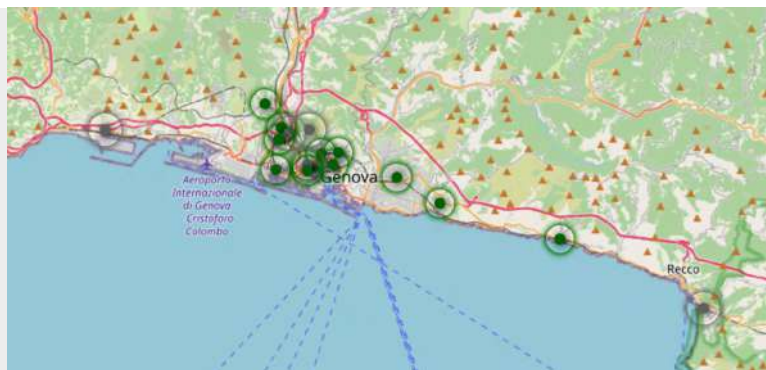 Genova
Aeroporto
Internazionale
di Genova
Cristoforo
Colombo
Recco